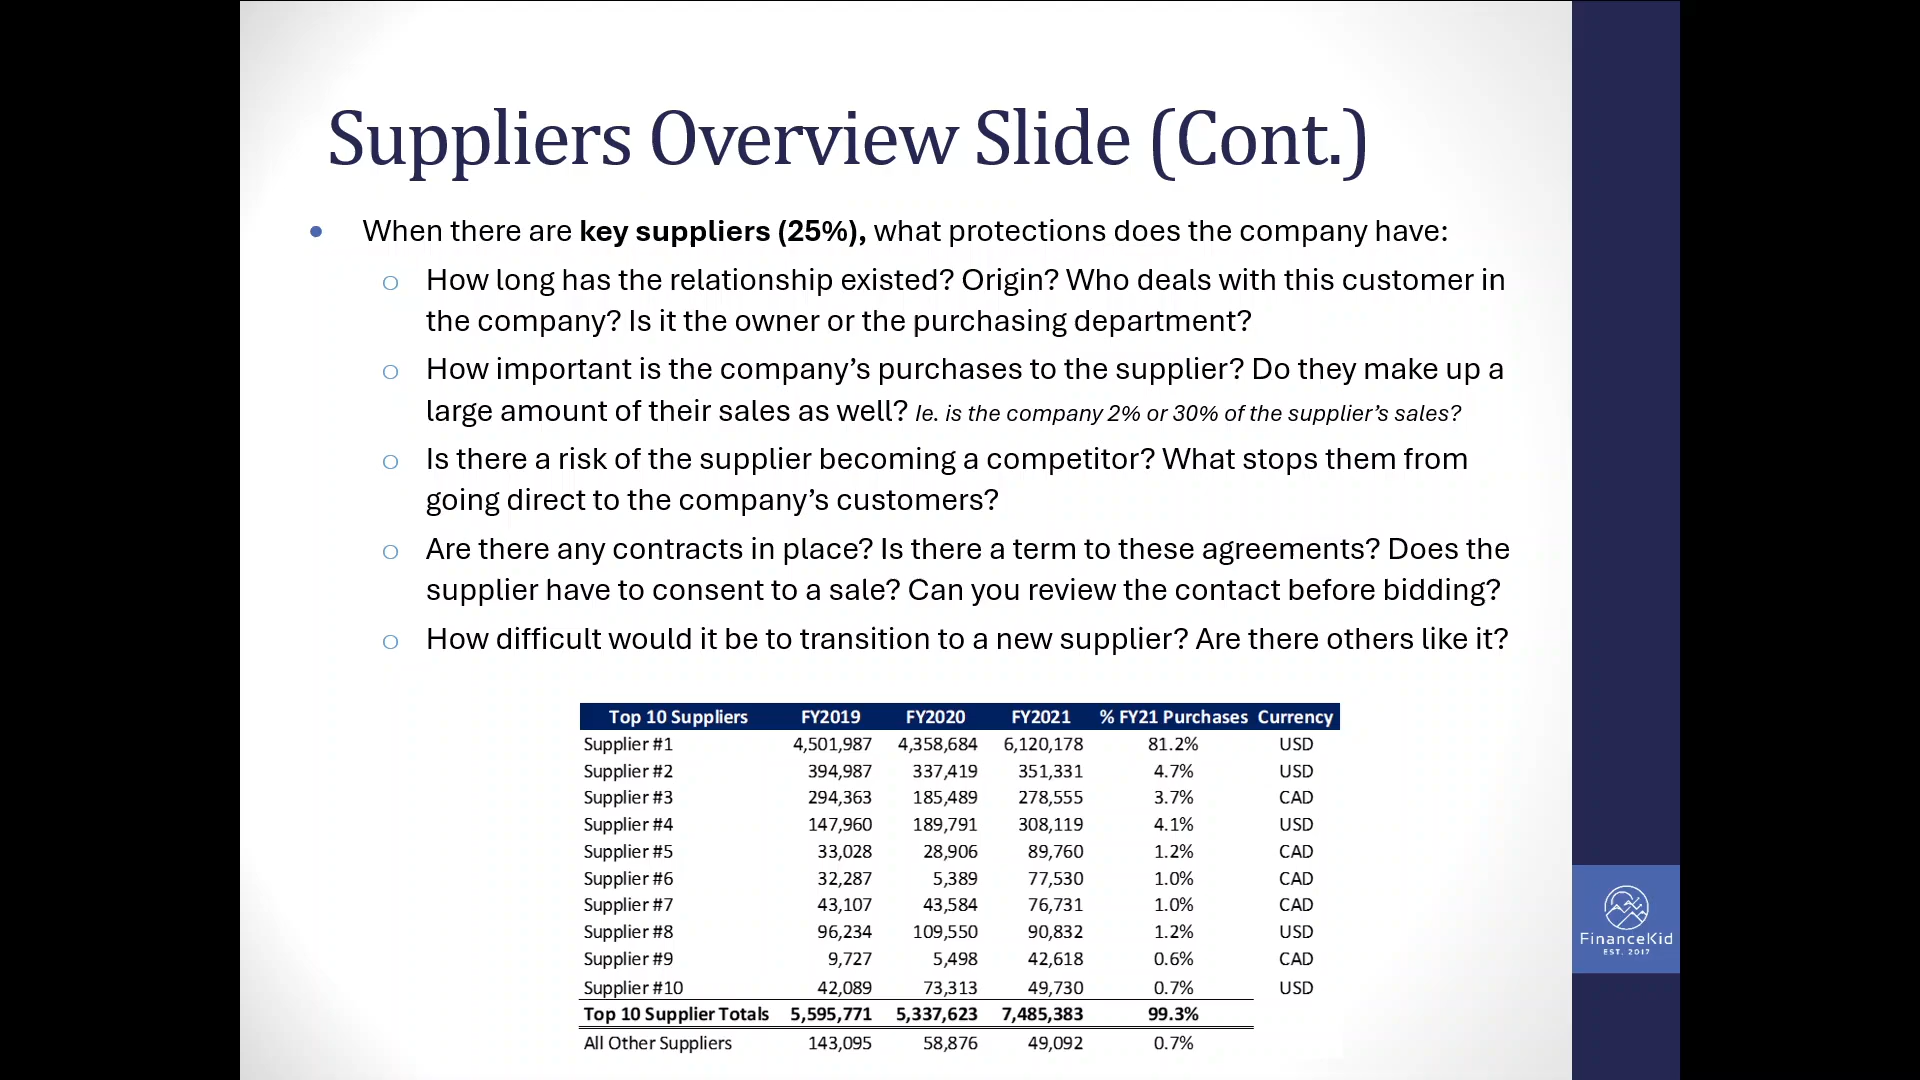 Suppliers Overview Slide (Cont.)
• When there are key suppliers (25%), what protections does the company have:
o How long has the relationship existed? Origin? Who deals with this customer in
the company? Is it the owner or the purchasing department?
o How important is the company’s purchases to the supplier? Do they make up a
large amount of their sales as well? Ie. is the company 2% or 30% of the supplier’s sales?
o Is there a risk of the supplier becoming a competitor? What stops them from
going direct to the company’s customers?
o Are there any contracts in place? Is there a term to these agreements? Does the
supplier have to consent to a sale? Can you review the contact before bidding?
o How difficult would it be to transition to a new supplier? Are there others like it?
Top 10 Suppliers FY2019 FY2020 FY2021 % FY21 Purchases Currency
Supplier #1 4,501,987 4,358,684 6,120,178 81.2% USD
Supplier #2 394,987 337,419 351,331 4.7% USD
Supplier #3 294,363 185,489 278,555 3.7% CAD
Supplier #4 147,960 189,791 308,119 4.1% USD
Supplier #5 33,028 28,906 89,760 1.2% CAD
Supplier #6 32,287 5,389 77,530 1.0% CAD
Supplier #7 43,107 43,584 76,731 1.0% CAD
Supplier #8 96,234 109,550 90,832 1.2% USD
Supplier #9 9,727 5,498 42,618 0.6% CAD
Supplier #10 42,089 73,313 49,730 0.7% USD
Top 10 Supplier Totals 5,595,771 5,337,623 7,485,383 99.3%
All Other Suppliers 143,095 58,876 49,092 0.7%
FinanceKid
EST. 2017